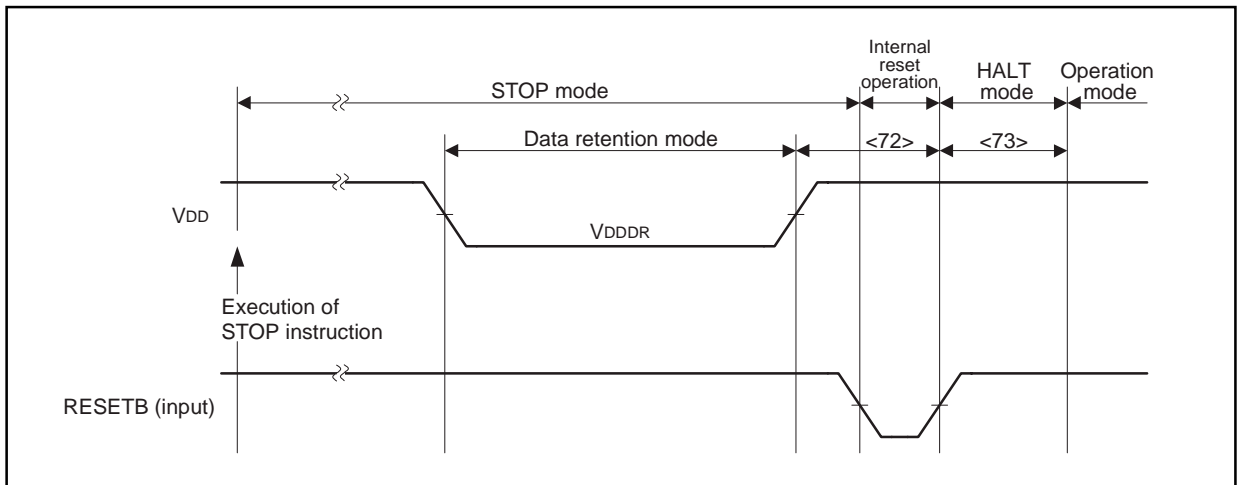 Internal
reset
operation
HALT
mode
Operation
mode
STOP mode
Data retention mode
<72>
<73>
VDD
VDDDR
Execution of
STOP instruction
RESETB (input)